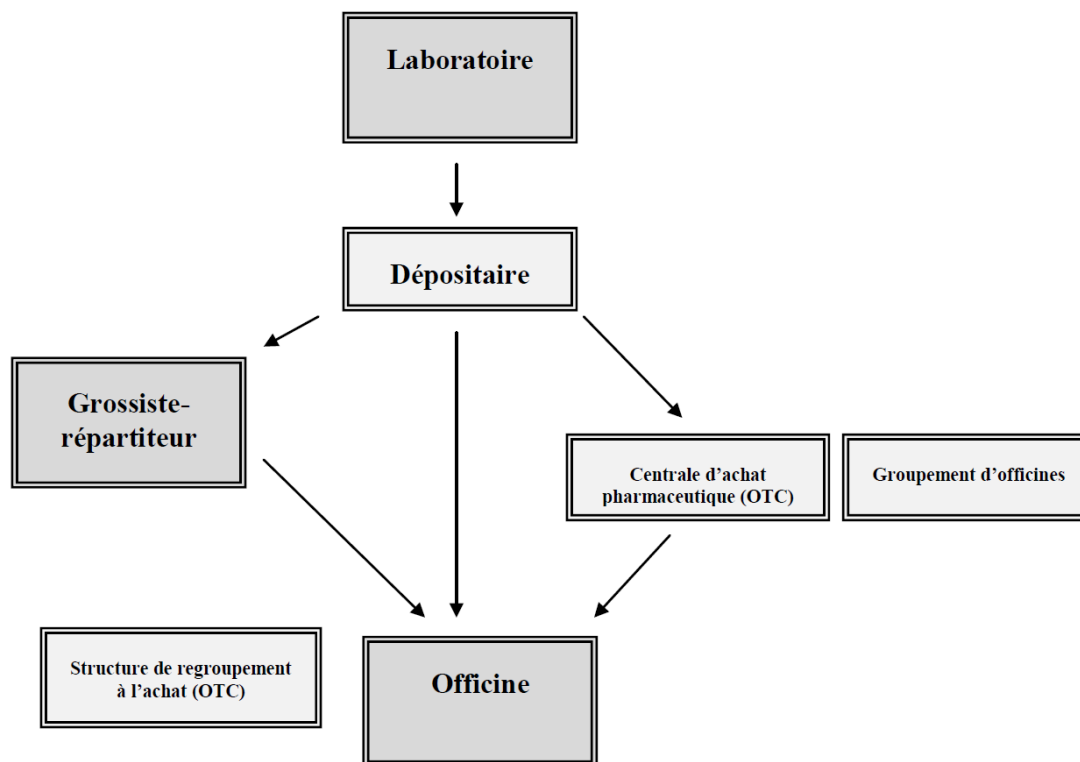 Laboratoire
Dépositaire
Grossiste-
répartiteur
Centrale d’achat
pharmaceutique (OTC)
Groupement d’officines
Structure de regroupement
à l’achat (OTC)
Officine